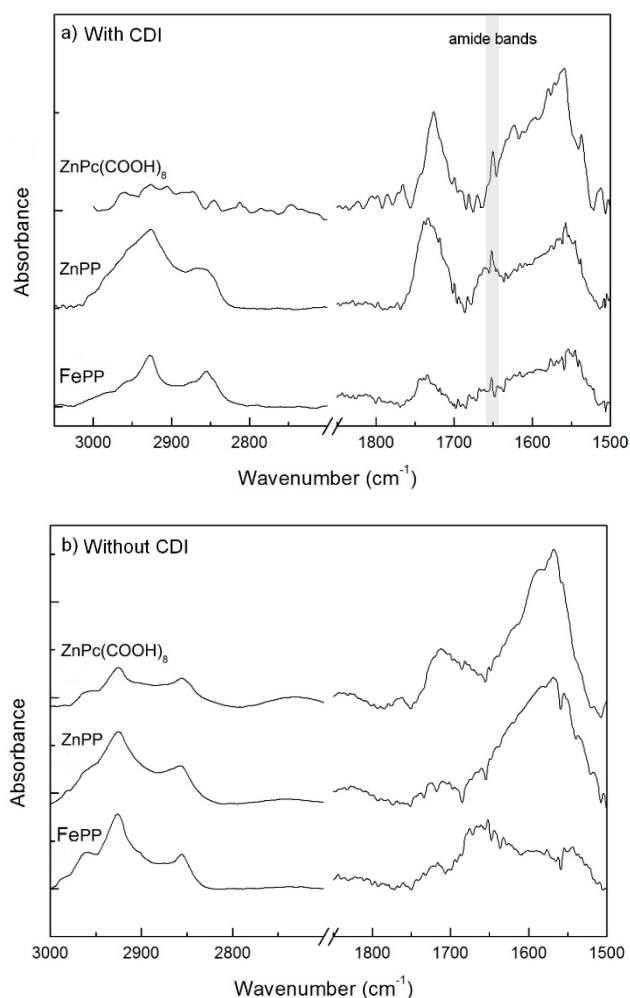 a) With CDI
amide bands
ZnPc(COOH)₈
ZnPP
FePP
Absorbance
3000 2900 2800 1800 1700 1600 1500
Wavenumber (cm⁻¹)
b) Without CDI
ZnPc(COOH)₈
ZnPP
FePP
Absorbance
3000 2900 2800 1800 1700 1600 1500
Wavenumber (cm⁻¹)